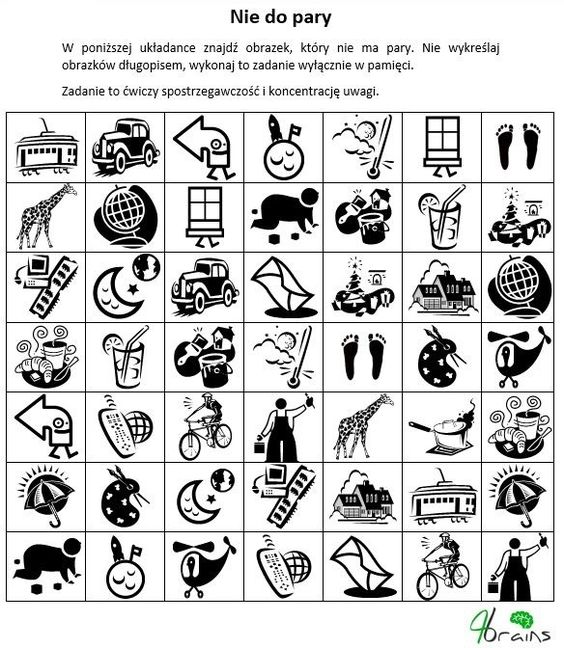 Nie do pary
W poniższej układance znajdź obrazek, który nie ma pary. Nie wykreślaj
obrazków długopisem, wykonaj to zadanie wyłącznie w pamięci.
Zadanie to ćwiczy spostrzegawczość i koncentrację uwagi.
9brains